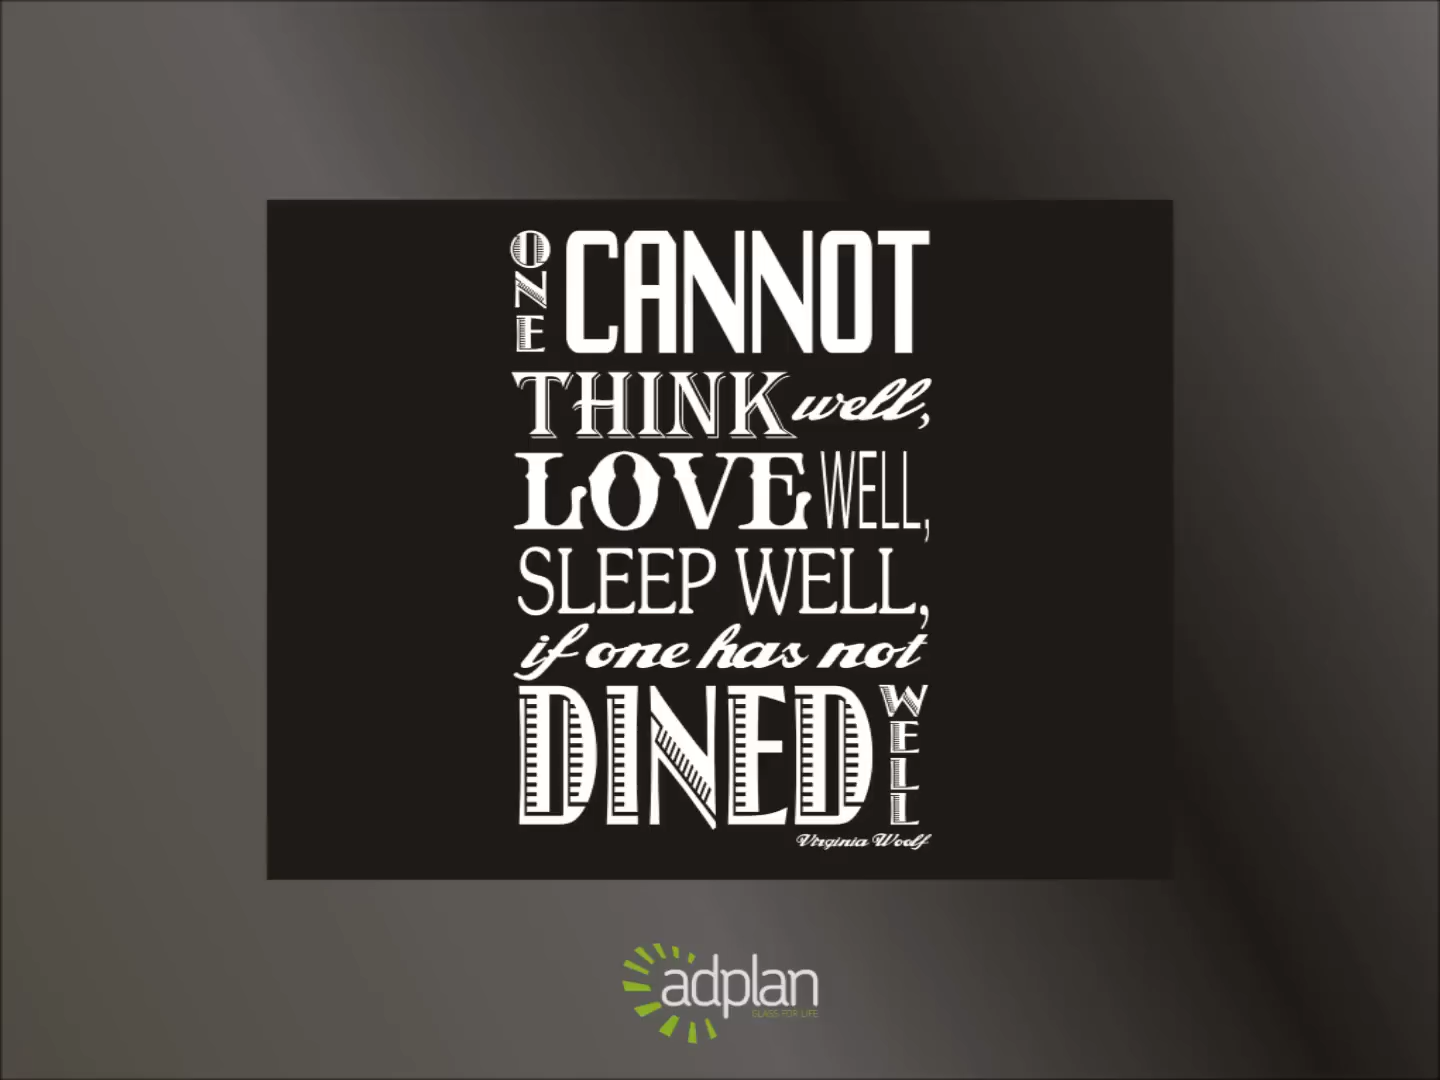 ONE CANNOT
THINK well,
LOVE WELL,
SLEEP WELL,
if one has not
DINED WELL
Virginia Woolf
adplan
GLASS FOR LIFE